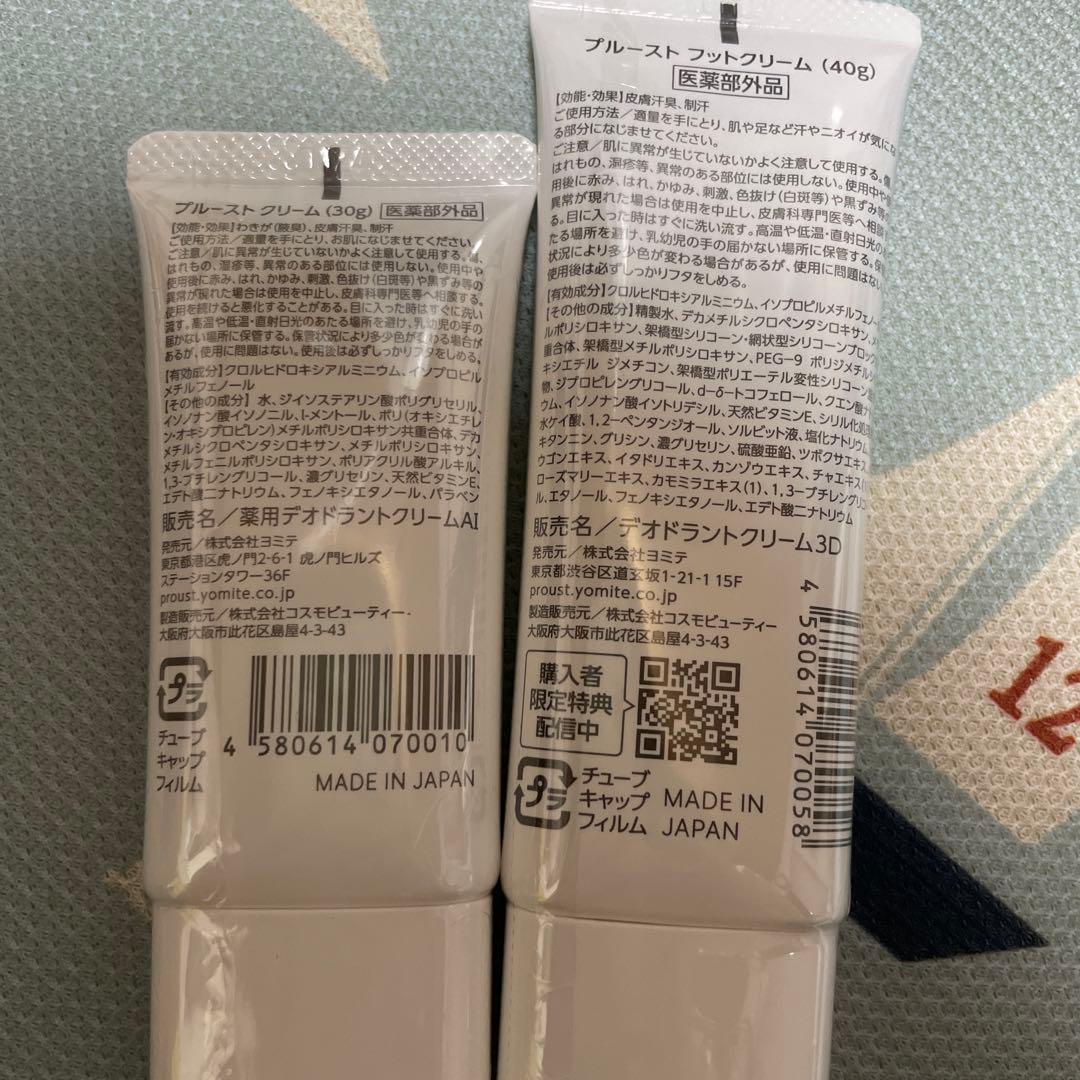 プルースト クリーム (30g) 医薬部外品
【効能・効果】わきが(腋臭)、皮膚汗臭、制汗
ご使用方法/適量を手にとり、お肌になじませてください。
ご注意/肌に異常が生じていないかよく注意して使用する。傷、
はれもの、湿疹等、異常のある部位には使用しない。使用中や
使用後に赤み、はれ、かゆみ、刺激、色抜け(白斑等)や黒ずみ等の
異常が現れた場合は使用を中止し、皮膚科専門医等へ相談する。
使用を続けると悪化することがある。目に入った時はすぐに洗い
流す。高温や低温・直射日光のあたる場所を避け、乳幼児の手の
届かない場所に保管する。保管状況により多少色が変わる場合が
あるが、使用に問題はない。使用後は必ずしっかりフタをしめる。
【有効成分】クロルヒドロキシアルミニウム、イソプロピル
メチルフェノール
【その他の成分】水、ジイソステアリン酸ポリグリセリル、
イソノナン酸イソノニル、l-メントール、ポリ(オキシエチレ
ン・オキシプロピレン)メチルポリシロキサン共重合体、デカ
メチルシクロペンタシロキサン、メチルポリシロキサン、
メチルフェニルポリシロキサン、ポリアクリル酸アルキル、
1,3-ブチレングリコール、濃グリセリン、天然ビタミンE、
エデト酸二ナトリウム、フェノキシエタノール、パラベン
販売名/薬用デオドラントクリームAI
発売元/株式会社ヨミテ
東京都港区虎ノ門2-6-1 虎ノ門ヒルズ
ステーションタワー36F
proust.yomite.co.jp
製造販売元/株式会社コスモビューティー
大阪府大阪市此花区島屋4-3-43
プラ
チューブ
キャップ
フィルム
4 580614 070010
MADE IN JAPAN
プルースト フットクリーム (40g)
医薬部外品
【効能・効果】皮膚汗臭、制汗
ご使用方法/適量を手にとり、肌や足など汗やニオイが気にな
る部分になじませてください。
ご注意/肌に異常が生じていないかよく注意して使用する。傷、
はれもの、湿疹等、異常のある部位には使用しない。使用中や
用後に赤み、はれ、かゆみ、刺激、色抜け(白斑等)や黒ずみ等
異常が現れた場合は使用を中止し、皮膚科専門医等へ相談
る。目に入った時はすぐに洗い流す。高温や低温・直射日光の
たる場所を避け、乳幼児の手の届かない場所に保管する。保
状況により多少色が変わる場合があるが、使用に問題はない。
使用後は必ずしっかりフタをしめる。
【有効成分】クロルヒドロキシアルミニウム、イソプロピルメチルフェノー
【その他の成分】精製水、デカメチルシクロペンタシロキサン、メ
ルポリシロキサン、架橋型シリコーン・網状型シリコーンブロック
重合体、架橋型メチルポリシロキサン、PEG-9 ポリジメチルシ
キシエチル ジメチコン、架橋型ポリエーテル変性シリコーン
物、ジプロピレングリコール、d-δ-トコフェロール、クエン酸ナ
ウム、イソノナン酸イソトリデシル、天然ビタミンE、シリル化処理
水ケイ酸、1,2-ペンタンジオール、ソルビット液、塩化ナトリウム
キタンニン、グリシン、濃グリセリン、硫酸亜鉛、ツボクサエキス
ウゴンエキス、イタドリエキス、カンゾウエキス、チャエキス(1
ローズマリーエキス、カモミラエキス(1)、1,3-ブチレングリコ
ル、エタノール、フェノキシエタノール、エデト酸二ナトリウム
販売名/デオドラントクリーム3D
発売元/株式会社ヨミテ
東京都渋谷区道玄坂1-21-1 15F
proust.yomite.co.jp
製造販売元/株式会社コスモビューティー
大阪府大阪市此花区島屋4-3-43
購入者
限定特典
配信中
プラ
チューブ
キャップ
フィルム
MADE IN
JAPAN
4 580614 070058
12